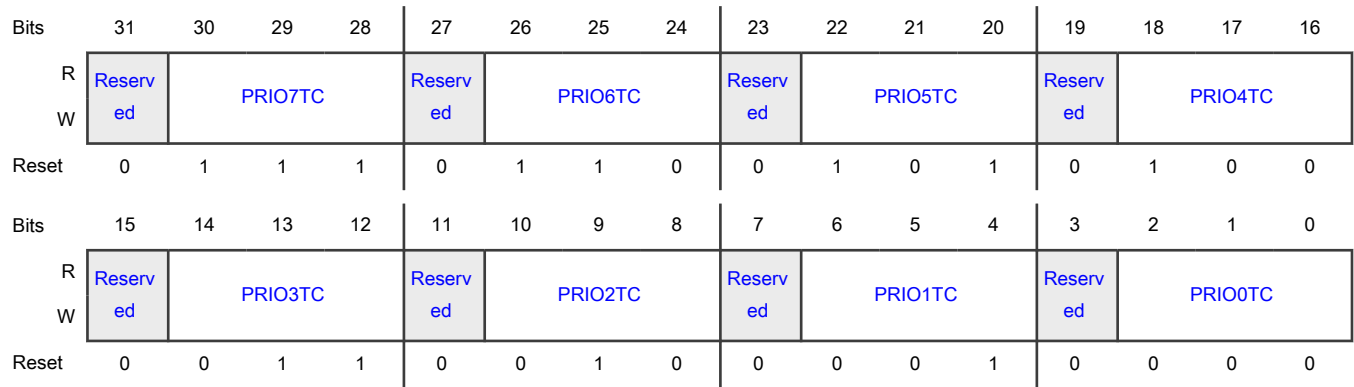 Bits 31 30 29 28 27 26 25 24 23 22 21 20 19 18 17 16
R
W
Reserv
ed
PRIO7TC
Reserv
ed
PRIO6TC
Reserv
ed
PRIO5TC
Reserv
ed
PRIO4TC
Reset 0 1 1 1 0 1 1 0 0 1 0 1 0 1 0 0
Bits 15 14 13 12 11 10 9 8 7 6 5 4 3 2 1 0
R
W
Reserv
ed
PRIO3TC
Reserv
ed
PRIO2TC
Reserv
ed
PRIO1TC
Reserv
ed
PRIO0TC
Reset 0 0 1 1 0 0 1 0 0 0 0 1 0 0 0 0